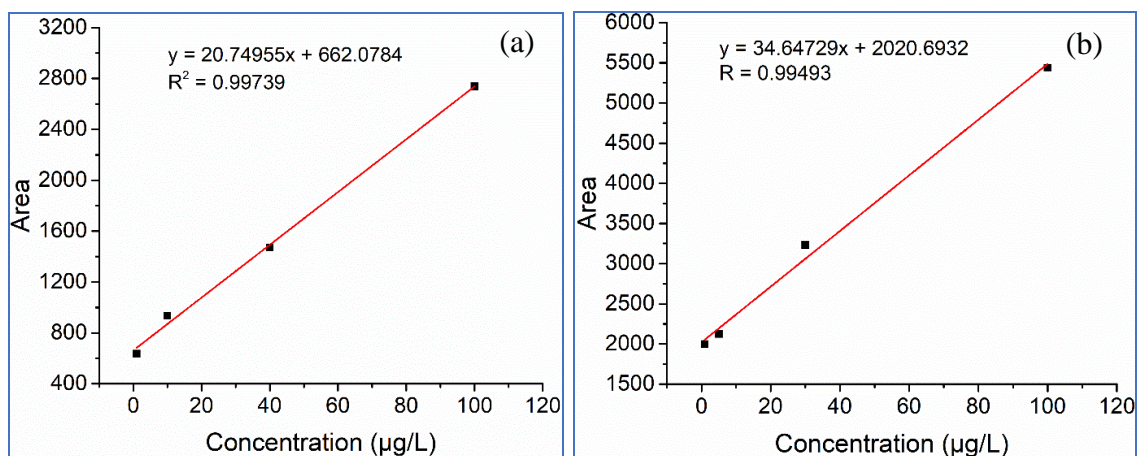 (a)
y = 20.74955x + 662.0784
R² = 0.99739
3200
2800
2400
2000
1600
1200
800
400
Area
0 20 40 60 80 100 120
Concentration (µg/L)
(b)
y = 34.64729x + 2020.6932
R = 0.99493
6000
5500
5000
4500
4000
3500
3000
2500
2000
1500
Area
0 20 40 60 80 100 120
Concentration (µg/L)